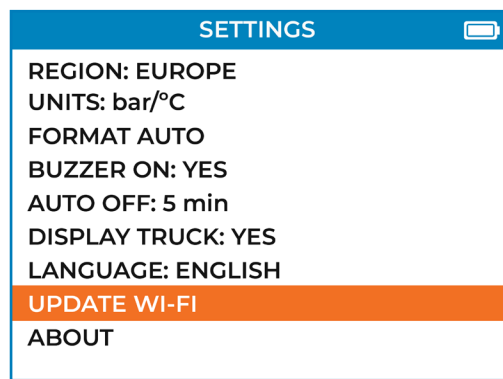 SETTINGS
REGION: EUROPE
UNITS: bar/°C
FORMAT AUTO
BUZZER ON: YES
AUTO OFF: 5 min
DISPLAY TRUCK: YES
LANGUAGE: ENGLISH
UPDATE WI-FI
ABOUT